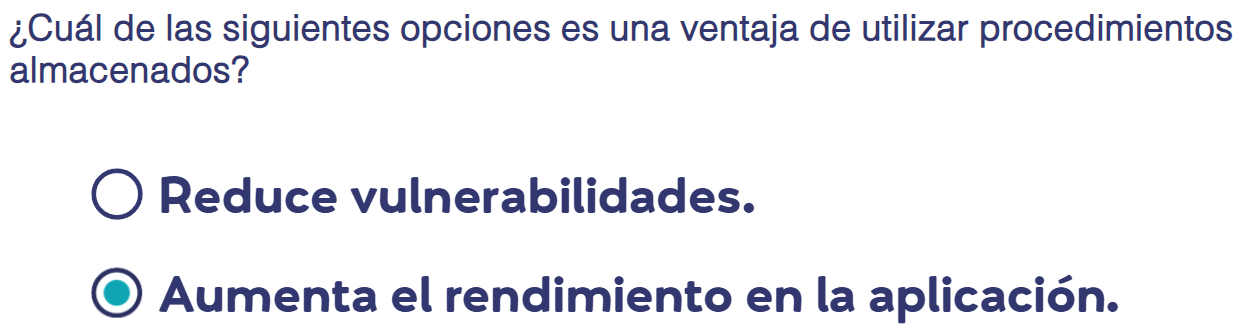 ¿Cuál de las siguientes opciones es una ventaja de utilizar procedimientos
almacenados?
Reduce vulnerabilidades.
Aumenta el rendimiento en la aplicación.